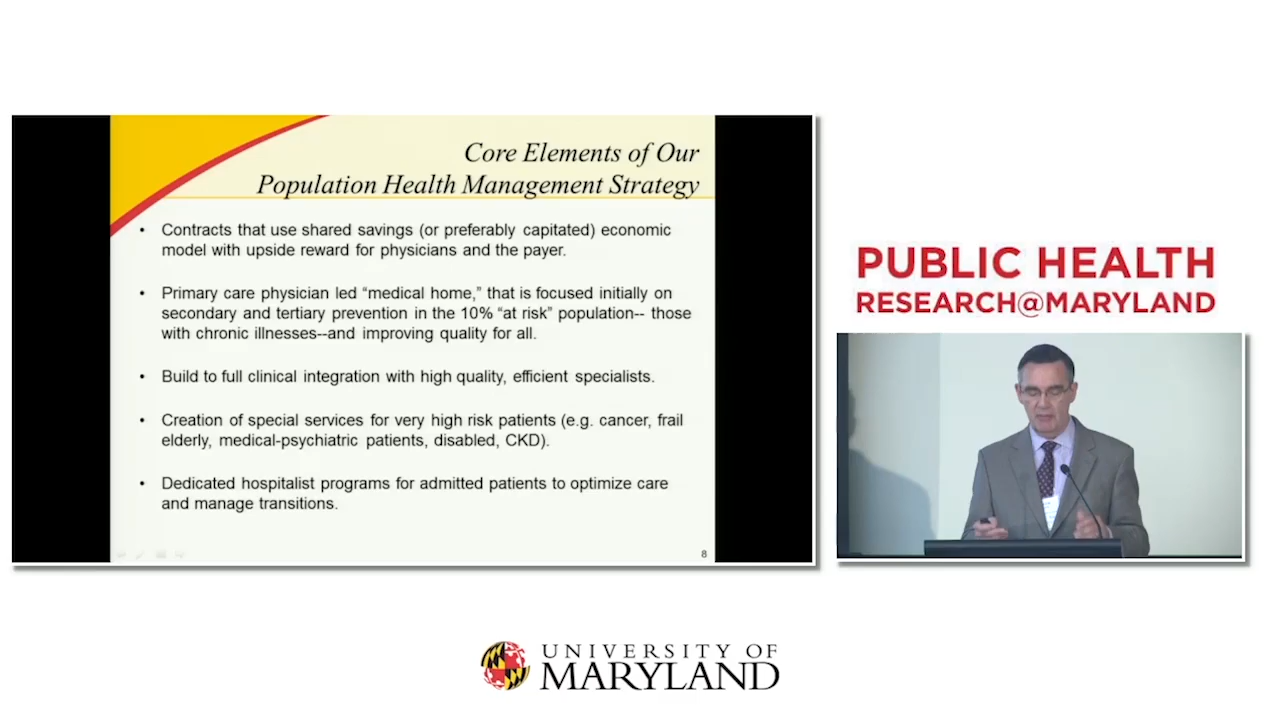 Core Elements of Our
Population Health Management Strategy
• Contracts that use shared savings (or preferably capitated) economic
model with upside reward for physicians and the payer.
• Primary care physician led “medical home,” that is focused initially on
secondary and tertiary prevention in the 10% “at risk” population-- those
with chronic illnesses--and improving quality for all.
• Build to full clinical integration with high quality, efficient specialists.
• Creation of special services for very high risk patients (e.g. cancer, frail
elderly, medical-psychiatric patients, disabled, CKD).
• Dedicated hospitalist programs for admitted patients to optimize care
and manage transitions.
8
PUBLIC HEALTH
RESEARCH@MARYLAND
UNIVERSITY OF
MARYLAND